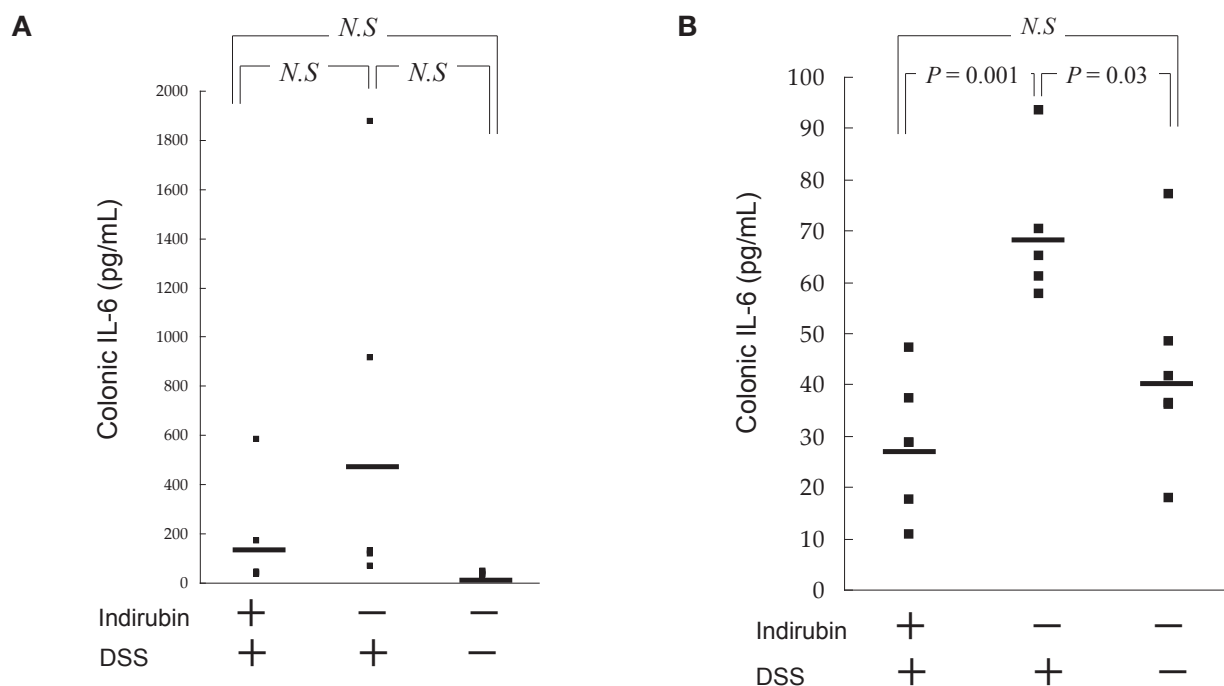 A
N.S
N.S
N.S
2000
1800
1600
1400
1200
1000
800
600
400
200
0
Colonic IL-6 (pg/mL)
Indirubin + − −
DSS + + −
B
N.S
P = 0.001
P = 0.03
100
90
80
70
60
50
40
30
20
10
0
Colonic IL-6 (pg/mL)
Indirubin + − −
DSS + + −